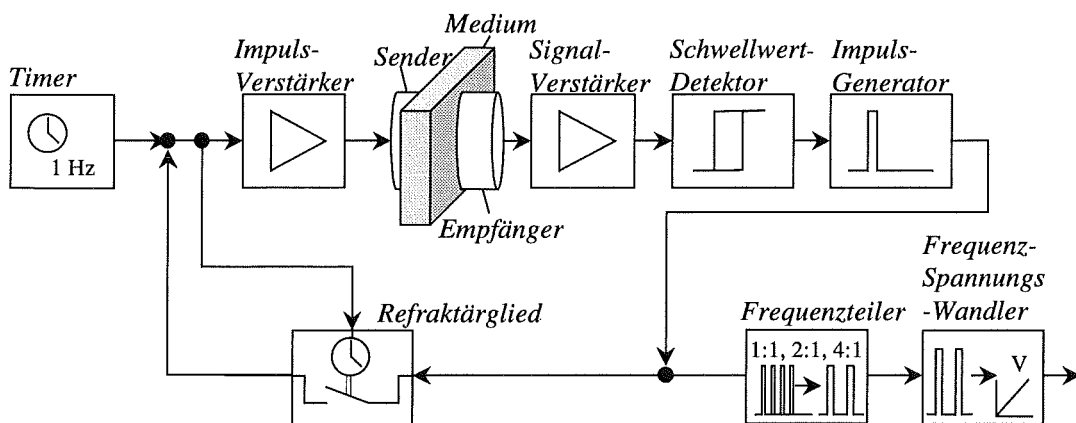 Timer
1 Hz
Impuls-
Verstärker
Sender
Medium
Empfänger
Signal-
Verstärker
Schwellwert-
Detektor
Impuls-
Generator
Refraktärglied
Frequenzteiler
1:1, 2:1, 4:1
Frequenz-
Spannungs
-Wandler
V